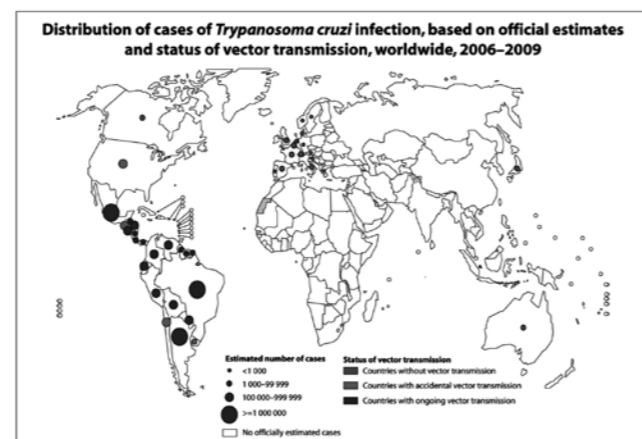 Distribution of cases of Trypanosoma cruzi infection, based on official estimates
and status of vector transmission, worldwide, 2006–2009
Estimated number of cases
<1 000
1 000–99 999
100 000–999 999
>=1 000 000
No officially estimated cases
Status of vector transmission
Countries without vector transmission
Countries with accidental vector transmission
Countries with ongoing vector transmission